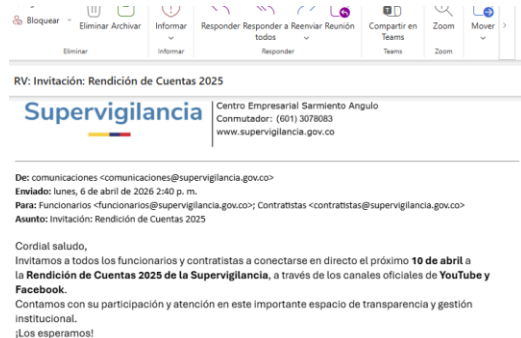 Bloquear
Eliminar Archivar
Informar
Responder Responder a Reenviar Reunión
todos
Compartir en
Teams
Zoom
Mover
Eliminar
Informar
Responder
Teams
Zoom
RV: Invitación: Rendición de Cuentas 2025
Supervigilancia
Centro Empresarial Sarmiento Angulo
Conmutador: (601) 3078083
www.supervigilancia.gov.co
De: comunicaciones <comunicaciones@supervigilancia.gov.co>
Enviado: lunes, 6 de abril de 2026 2:40 p. m.
Para: Funcionarios <funcionarios@supervigilancia.gov.co>; Contratistas <contratistas@supervigilancia.gov.co>
Asunto: Invitación: Rendición de Cuentas 2025
Cordial saludo,
Invitamos a todos los funcionarios y contratistas a conectarse en directo el próximo 10 de abril a
la Rendición de Cuentas 2025 de la Supervigilancia, a través de los canales oficiales de YouTube y
Facebook.
Contamos con su participación y atención en este importante espacio de transparencia y gestión
institucional.
¡Los esperamos!